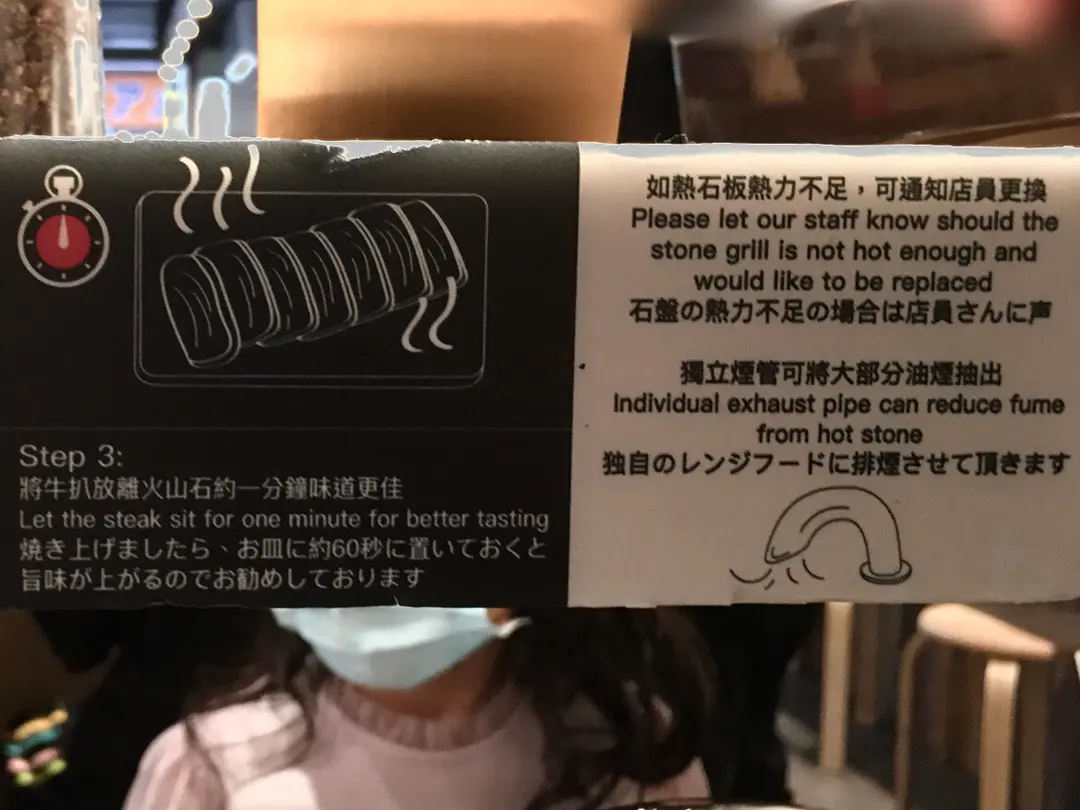 Step 3:
將牛扒放離火山石約一分鐘味道更佳
Let the steak sit for one minute for better tasting
焼き上げましたら、お皿に約60秒に置いておくと
旨味が上がるのでお勧めしております
如熱石板熱力不足，可通知店員更換
Please let our staff know should the
stone grill is not hot enough and
would like to be replaced
石盤の熱力不足の場合は店員さんに声
獨立煙管可將大部分油煙抽出
Individual exhaust pipe can reduce fume
from hot stone
独自のレンジフードに排煙させて頂きます